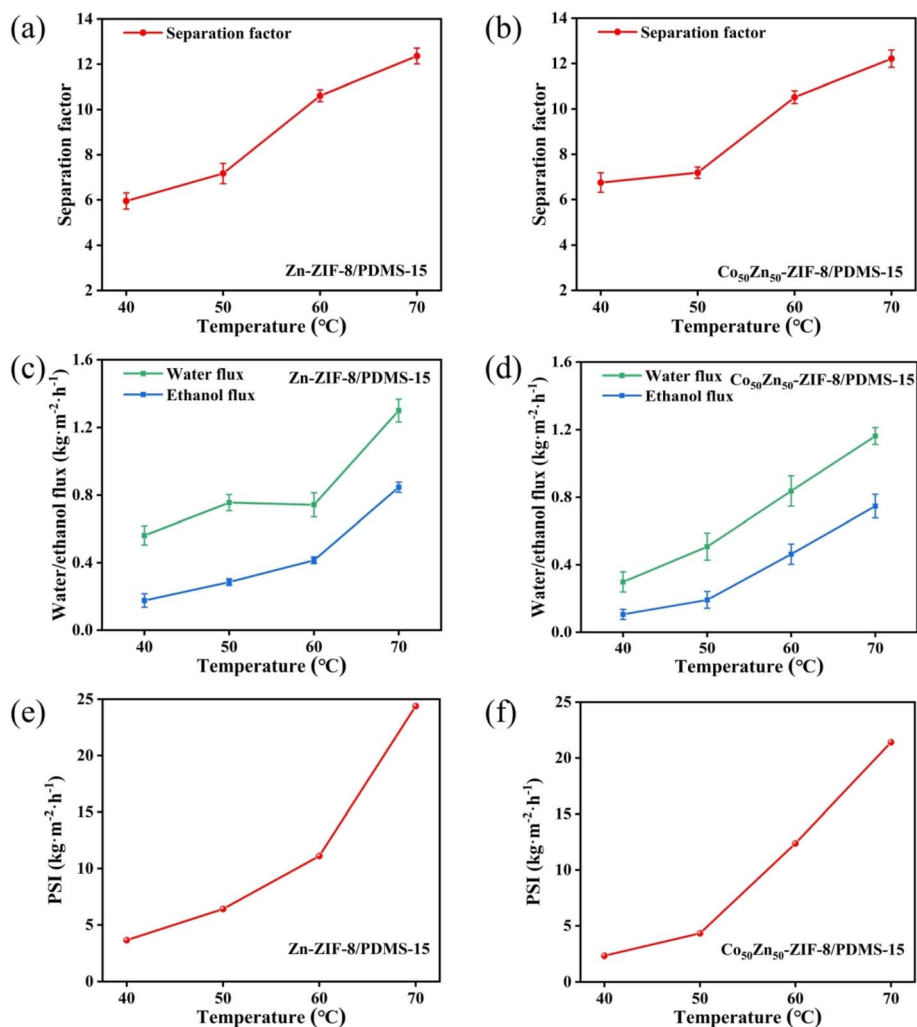 (a)
14
12
10
8
6
4
2
Separation factor
Separation factor
Zn-ZIF-8/PDMS-15
40 50 60 70
Temperature (℃)
(b)
14
12
10
8
6
4
2
Separation factor
Separation factor
Co₅₀Zn₅₀-ZIF-8/PDMS-15
40 50 60 70
Temperature (℃)
(c)
1.6
1.2
0.8
0.4
0.0
Water/ethanol flux (kg·m⁻²·h⁻¹)
Water flux
Ethanol flux
Zn-ZIF-8/PDMS-15
40 50 60 70
Temperature (℃)
(d)
1.6
1.2
0.8
0.4
0.0
Water/ethanol flux (kg·m⁻²·h⁻¹)
Water flux
Ethanol flux
Co₅₀Zn₅₀-ZIF-8/PDMS-15
40 50 60 70
Temperature (℃)
(e)
25
20
15
10
5
0
PSI (kg·m⁻²·h⁻¹)
Zn-ZIF-8/PDMS-15
40 50 60 70
Temperature (℃)
(f)
25
20
15
10
5
0
PSI (kg·m⁻²·h⁻¹)
Co₅₀Zn₅₀-ZIF-8/PDMS-15
40 50 60 70
Temperature (℃)